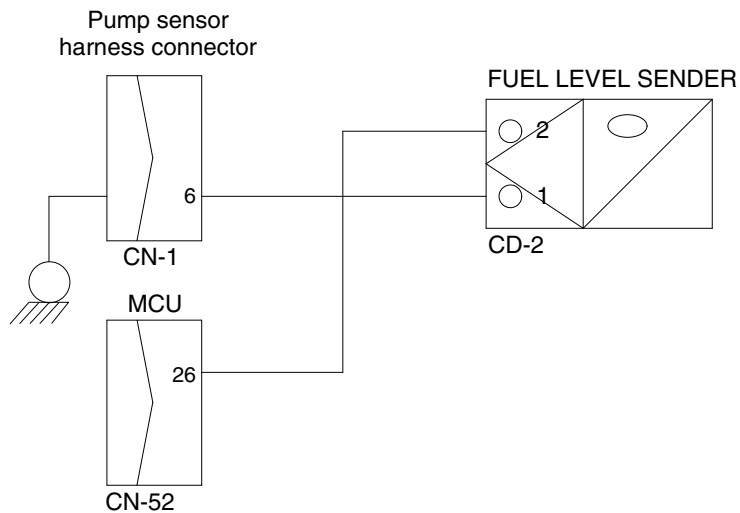 Pump sensor
harness connector
FUEL LEVEL SENDER
2
6
1
CN-1
CD-2
MCU
26
CN-52